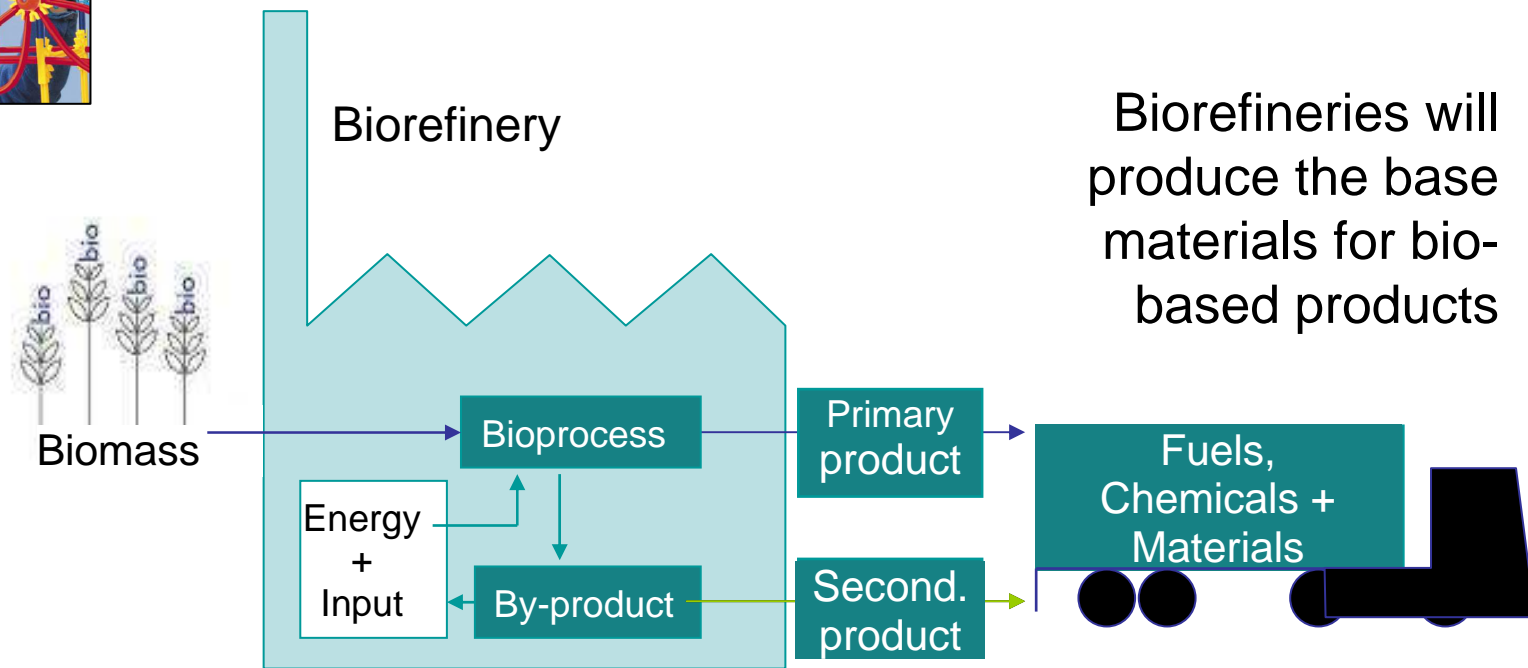 Biorefinery
Biorefineries will
produce the base
materials for bio-
based products
bio
bio
bio
bio
Biomass
Bioprocess
Primary
product
Fuels,
Chemicals +
Materials
Energy
+
Input
By-product
Second.
product